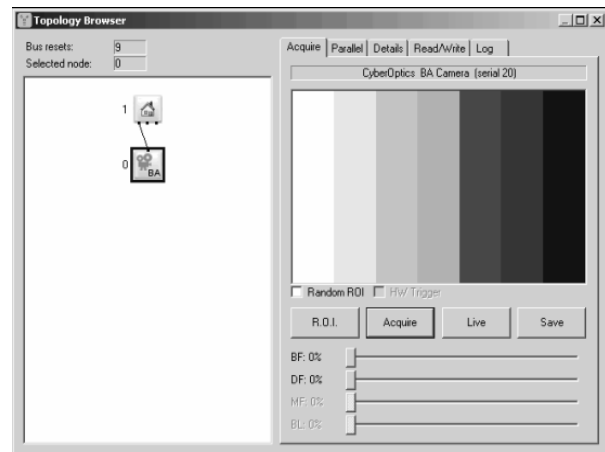 Topology Browser
Bus resets: 9
Selected node: 0
1
0 BA
Acquire Parallel Details Read/Write Log
CyberOptics BA Camera (serial 20)
Random ROI HW Trigger
R.O.I. Acquire Live Save
BF: 0%
DF: 0%
MF: 0%
BL: 0%